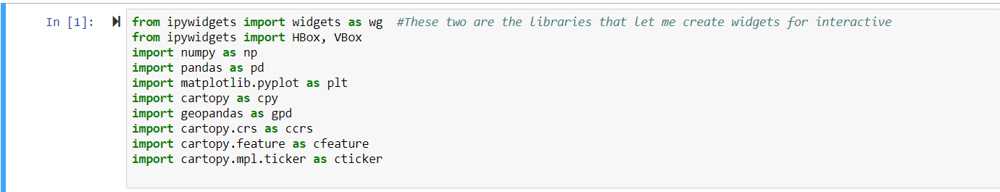 In [1]: from ipywidgets import widgets as wg  #These two are the libraries that let me create widgets for interactive
from ipywidgets import HBox, VBox
import numpy as np
import pandas as pd
import matplotlib.pyplot as plt
import cartopy as cpy
import geopandas as gpd
import cartopy.crs as ccrs
import cartopy.feature as cfeature
import cartopy.mpl.ticker as cticker